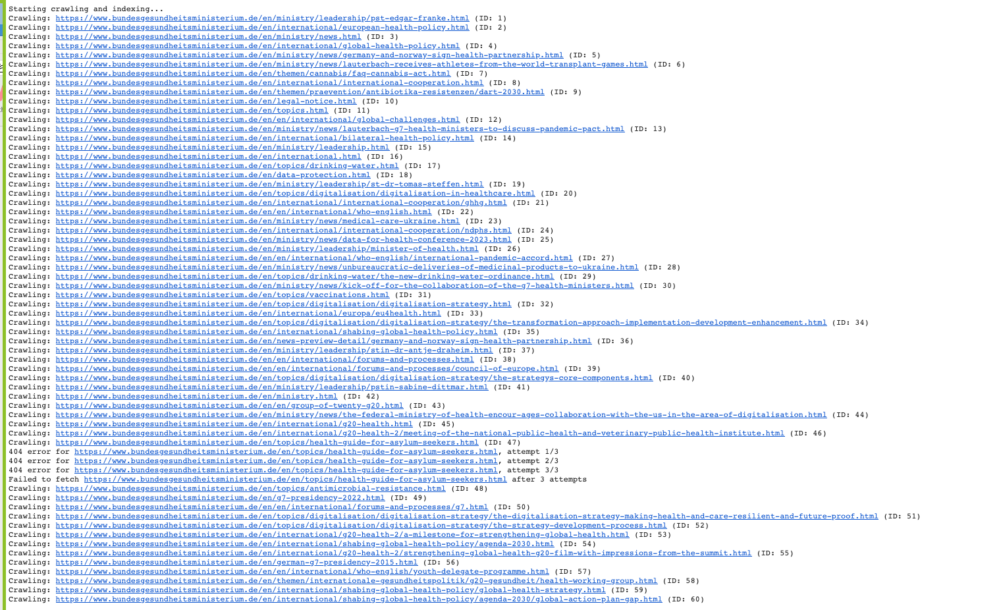 Starting crawling and indexing...
Crawling: https://www.bundesgesundheitsministerium.de/en/ministry/leadership/pst-edgar-franke.html (ID: 1)
Crawling: https://www.bundesgesundheitsministerium.de/en/international/european-health-policy.html (ID: 2)
Crawling: https://www.bundesgesundheitsministerium.de/en/ministry/news.html (ID: 3)
Crawling: https://www.bundesgesundheitsministerium.de/en/international/global-health-policy.html (ID: 4)
Crawling: https://www.bundesgesundheitsministerium.de/en/ministry/news/germany-and-norway-sign-health-partnership.html (ID: 5)
Crawling: https://www.bundesgesundheitsministerium.de/en/ministry/news/lauterbach-receives-athletes-from-the-world-transplant-games.html (ID: 6)
Crawling: https://www.bundesgesundheitsministerium.de/en/themen/cannabis/faq-cannabis-act.html (ID: 7)
Crawling: https://www.bundesgesundheitsministerium.de/en/international/international-cooperation.html (ID: 8)
Crawling: https://www.bundesgesundheitsministerium.de/en/themen/praevention/antibiotika-resistenzen/dart-2030.html (ID: 9)
Crawling: https://www.bundesgesundheitsministerium.de/en/legal-notice.html (ID: 10)
Crawling: https://www.bundesgesundheitsministerium.de/en/topics.html (ID: 11)
Crawling: https://www.bundesgesundheitsministerium.de/en/en/international/global-challenges.html (ID: 12)
Crawling: https://www.bundesgesundheitsministerium.de/en/ministry/news/lauterbach-g7-health-ministers-to-discuss-pandemic-pact.html (ID: 13)
Crawling: https://www.bundesgesundheitsministerium.de/en/international/bilateral-health-policy.html (ID: 14)
Crawling: https://www.bundesgesundheitsministerium.de/en/ministry/leadership.html (ID: 15)
Crawling: https://www.bundesgesundheitsministerium.de/en/international.html (ID: 16)
Crawling: https://www.bundesgesundheitsministerium.de/en/topics/drinking-water.html (ID: 17)
Crawling: https://www.bundesgesundheitsministerium.de/en/data-protection.html (ID: 18)
Crawling: https://www.bundesgesundheitsministerium.de/en/ministry/leadership/st-dr-tomas-steffen.html (ID: 19)
Crawling: https://www.bundesgesundheitsministerium.de/en/topics/digitalisation/digitalisation-in-healthcare.html (ID: 20)
Crawling: https://www.bundesgesundheitsministerium.de/en/international/international-cooperation/ghhg.html (ID: 21)
Crawling: https://www.bundesgesundheitsministerium.de/en/en/international/who-english.html (ID: 22)
Crawling: https://www.bundesgesundheitsministerium.de/en/ministry/news/medical-care-ukraine.html (ID: 23)
Crawling: https://www.bundesgesundheitsministerium.de/en/international/international-cooperation/ndphs.html (ID: 24)
Crawling: https://www.bundesgesundheitsministerium.de/en/ministry/news/data-for-health-conference-2023.html (ID: 25)
Crawling: https://www.bundesgesundheitsministerium.de/en/ministry/leadership/minister-of-health.html (ID: 26)
Crawling: https://www.bundesgesundheitsministerium.de/en/en/international/who-english/international-pandemic-accord.html (ID: 27)
Crawling: https://www.bundesgesundheitsministerium.de/en/ministry/news/unbureaucratic-deliveries-of-medicinal-products-to-ukraine.html (ID: 28)
Crawling: https://www.bundesgesundheitsministerium.de/en/topics/drinking-water/the-new-drinking-water-ordinance.html (ID: 29)
Crawling: https://www.bundesgesundheitsministerium.de/en/ministry/news/kick-off-for-the-collaboration-of-the-g7-health-ministers.html (ID: 30)
Crawling: https://www.bundesgesundheitsministerium.de/en/topics/vaccinations.html (ID: 31)
Crawling: https://www.bundesgesundheitsministerium.de/en/topics/digitalisation/digitalisation-strategy.html (ID: 32)
Crawling: https://www.bundesgesundheitsministerium.de/en/international/europa/eu4health.html (ID: 33)
Crawling: https://www.bundesgesundheitsministerium.de/en/topics/digitalisation/digitalisation-strategy/the-transformation-approach-implementation-development-enhancement.html (ID: 34)
Crawling: https://www.bundesgesundheitsministerium.de/en/international/shabing-global-health-policy.html (ID: 35)
Crawling: https://www.bundesgesundheitsministerium.de/en/news-preview-detail/germany-and-norway-sign-health-partnership.html (ID: 36)
Crawling: https://www.bundesgesundheitsministerium.de/en/ministry/leadership/stin-dr-antje-draheim.html (ID: 37)
Crawling: https://www.bundesgesundheitsministerium.de/en/en/international/forums-and-processes.html (ID: 38)
Crawling: https://www.bundesgesundheitsministerium.de/en/en/international/forums-and-processes/council-of-europe.html (ID: 39)
Crawling: https://www.bundesgesundheitsministerium.de/en/topics/digitalisation/digitalisation-strategy/the-strategys-core-components.html (ID: 40)
Crawling: https://www.bundesgesundheitsministerium.de/en/ministry/leadership/pstin-sabine-dittmar.html (ID: 41)
Crawling: https://www.bundesgesundheitsministerium.de/en/ministry.html (ID: 42)
Crawling: https://www.bundesgesundheitsministerium.de/en/en/group-of-twenty-g20.html (ID: 43)
Crawling: https://www.bundesgesundheitsministerium.de/en/ministry/news/the-federal-ministry-of-health-encour-ages-collaboration-with-the-us-in-the-area-of-digitalisation.html (ID: 44)
Crawling: https://www.bundesgesundheitsministerium.de/en/international/g20-health.html (ID: 45)
Crawling: https://www.bundesgesundheitsministerium.de/en/international/g20-health-2/meeting-of-the-national-public-health-and-veterinary-public-health-institute.html (ID: 46)
Crawling: https://www.bundesgesundheitsministerium.de/en/topics/health-guide-for-asylum-seekers.html (ID: 47)
404 error for https://www.bundesgesundheitsministerium.de/en/topics/health-guide-for-asylum-seekers.html, attempt 1/3
404 error for https://www.bundesgesundheitsministerium.de/en/topics/health-guide-for-asylum-seekers.html, attempt 2/3
404 error for https://www.bundesgesundheitsministerium.de/en/topics/health-guide-for-asylum-seekers.html, attempt 3/3
Failed to fetch https://www.bundesgesundheitsministerium.de/en/topics/health-guide-for-asylum-seekers.html after 3 attempts
Crawling: https://www.bundesgesundheitsministerium.de/en/topics/antimicrobial-resistance.html (ID: 48)
Crawling: https://www.bundesgesundheitsministerium.de/en/g7-presidency-2022.html (ID: 49)
Crawling: https://www.bundesgesundheitsministerium.de/en/en/international/forums-and-processes/g7.html (ID: 50)
Crawling: https://www.bundesgesundheitsministerium.de/en/topics/digitalisation/digitalisation-strategy/the-digitalisation-strategy-making-health-and-care-resilient-and-future-proof.html (ID: 51)
Crawling: https://www.bundesgesundheitsministerium.de/en/topics/digitalisation/digitalisation-strategy/the-strategy-development-process.html (ID: 52)
Crawling: https://www.bundesgesundheitsministerium.de/en/international/g20-health-2/a-milestone-for-strengthening-global-health.html (ID: 53)
Crawling: https://www.bundesgesundheitsministerium.de/en/international/shabing-global-health-policy/agenda-2030.html (ID: 54)
Crawling: https://www.bundesgesundheitsministerium.de/en/international/g20-health-2/strengthening-global-health-g20-film-with-impressions-from-the-summit.html (ID: 55)
Crawling: https://www.bundesgesundheitsministerium.de/en/german-g7-presidency-2015.html (ID: 56)
Crawling: https://www.bundesgesundheitsministerium.de/en/en/international/who-english/youth-delegate-programme.html (ID: 57)
Crawling: https://www.bundesgesundheitsministerium.de/en/themen/internationale-gesundheitspolitik/g20-gesundheit/health-working-group.html (ID: 58)
Crawling: https://www.bundesgesundheitsministerium.de/en/international/shabing-global-health-policy/global-health-strategy.html (ID: 59)
Crawling: https://www.bundesgesundheitsministerium.de/en/international/shabing-global-health-policy/agenda-2030/global-action-plan-gap.html (ID: 60)